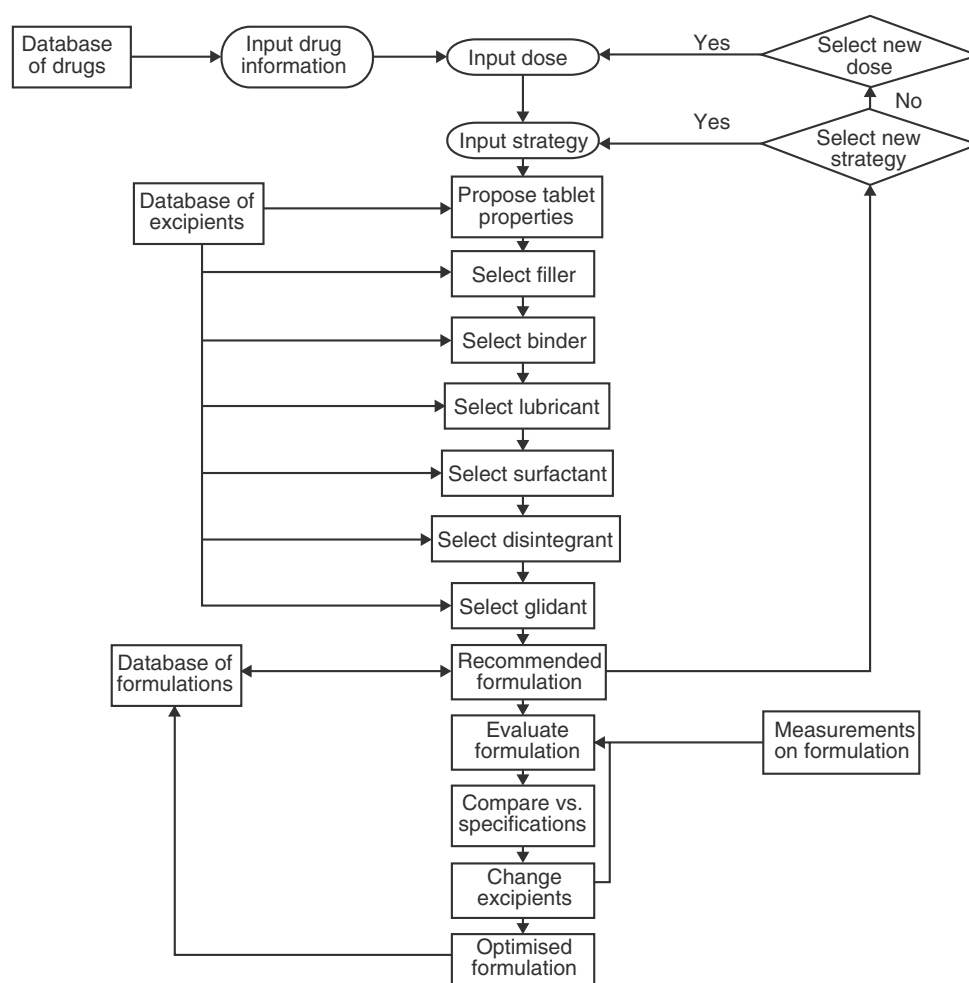 Database
of drugs
Input drug
information
Input dose
Yes
Select new
dose
No
Input strategy
Yes
Select new
strategy
Database of
excipients
Propose tablet
properties
Select filler
Select binder
Select lubricant
Select surfactant
Select disintegrant
Select glidant
Database of
formulations
Recommended
formulation
Evaluate
formulation
Measurements
on formulation
Compare vs.
specifications
Change
excipients
Optimised
formulation